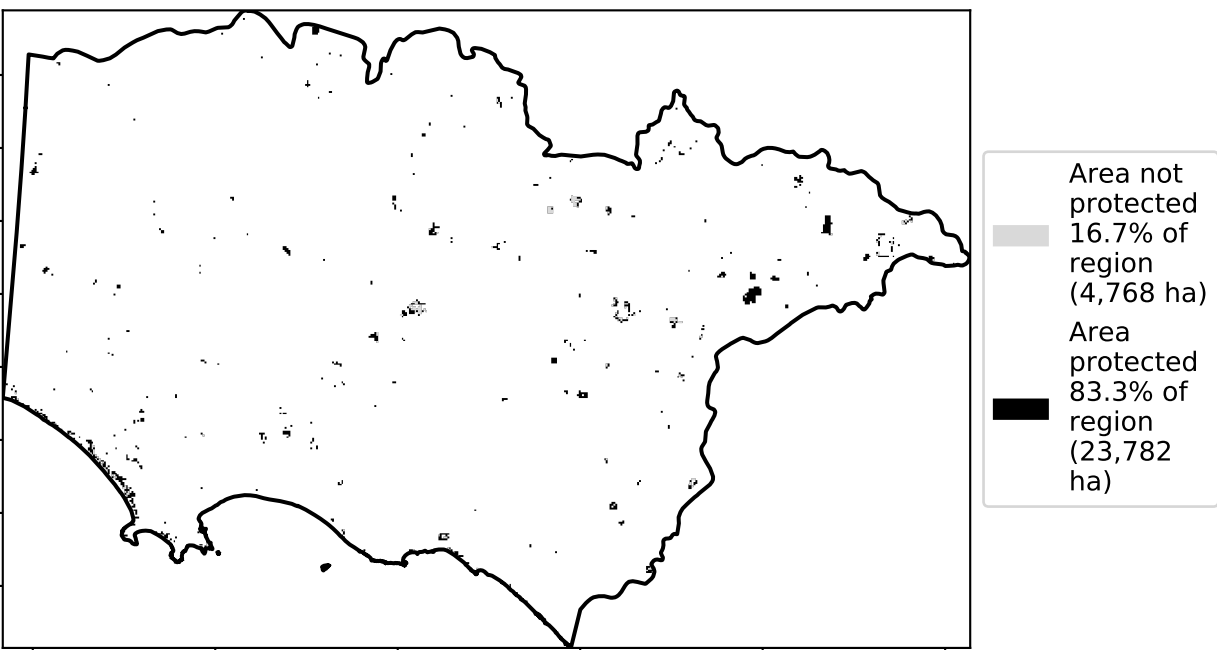 Area not
protected
16.7% of
region
(4,768 ha)
Area
protected
83.3% of
region
(23,782
ha)